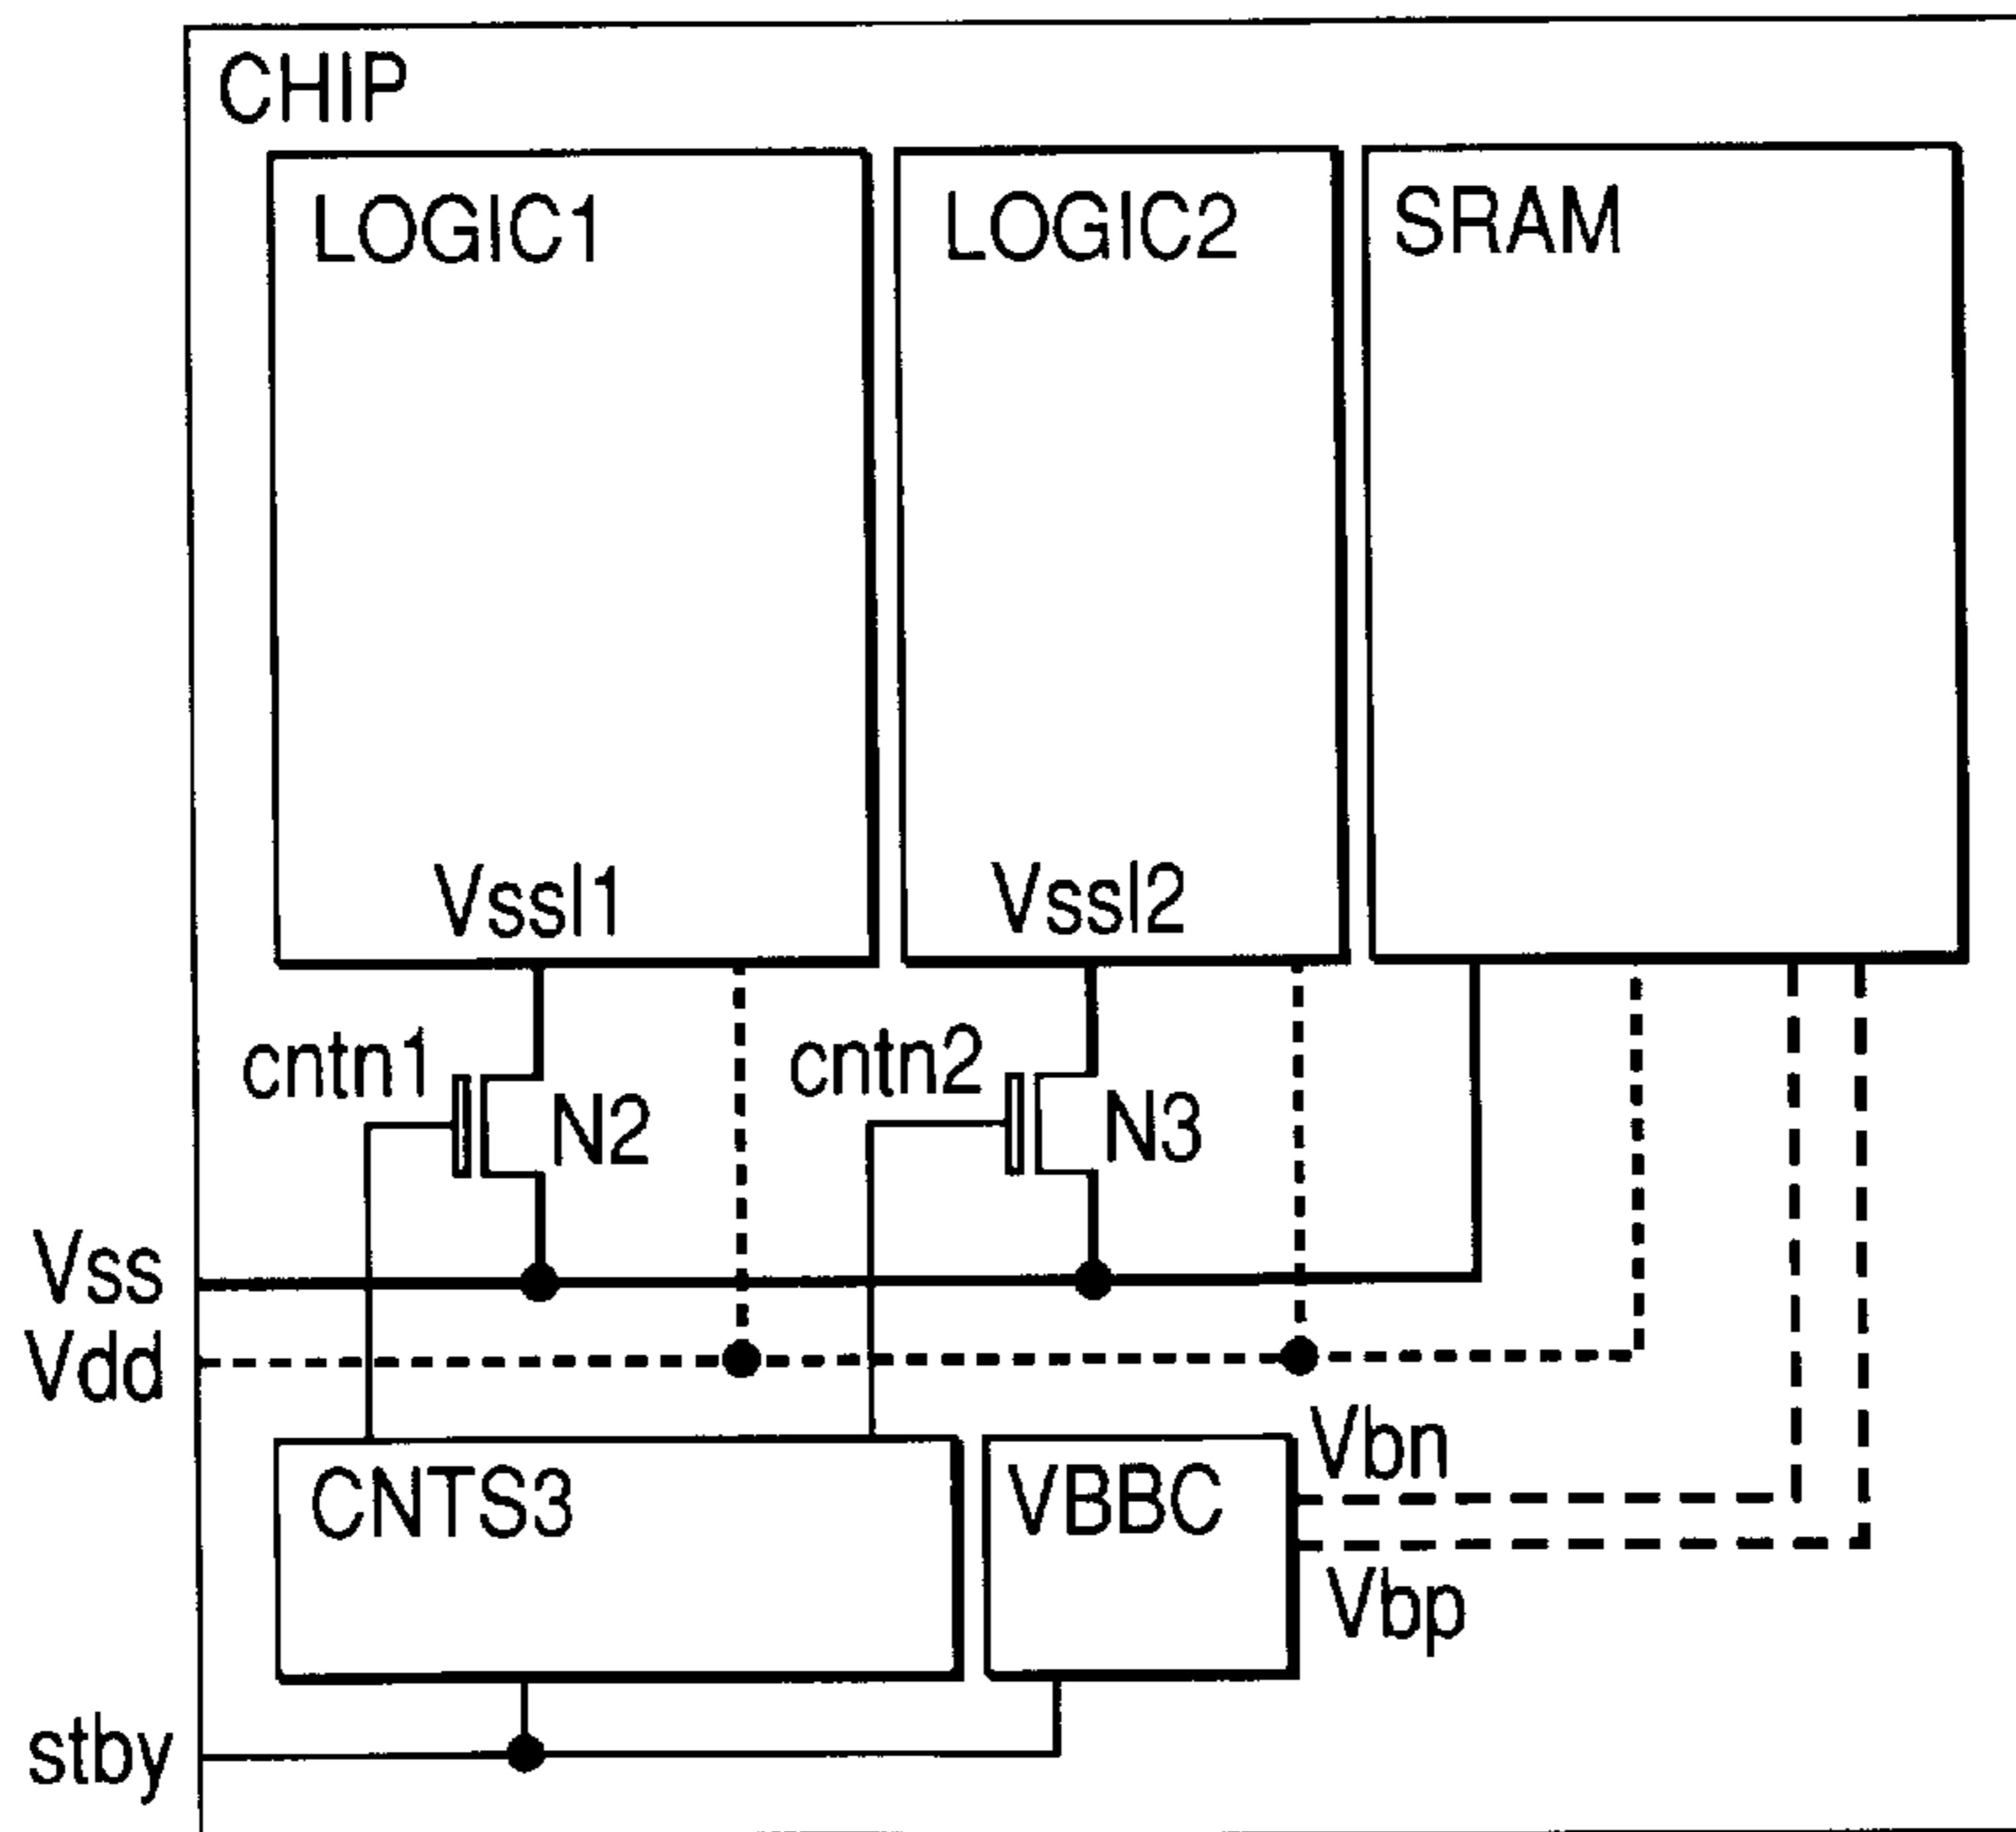 CHIP
LOGIC1
LOGIC2
SRAM
Vssl1
Vssl2
cntn1
N2
cntn2
N3
Vss
Vdd
CNTS3
VBBC
Vbn
Vbp
stby